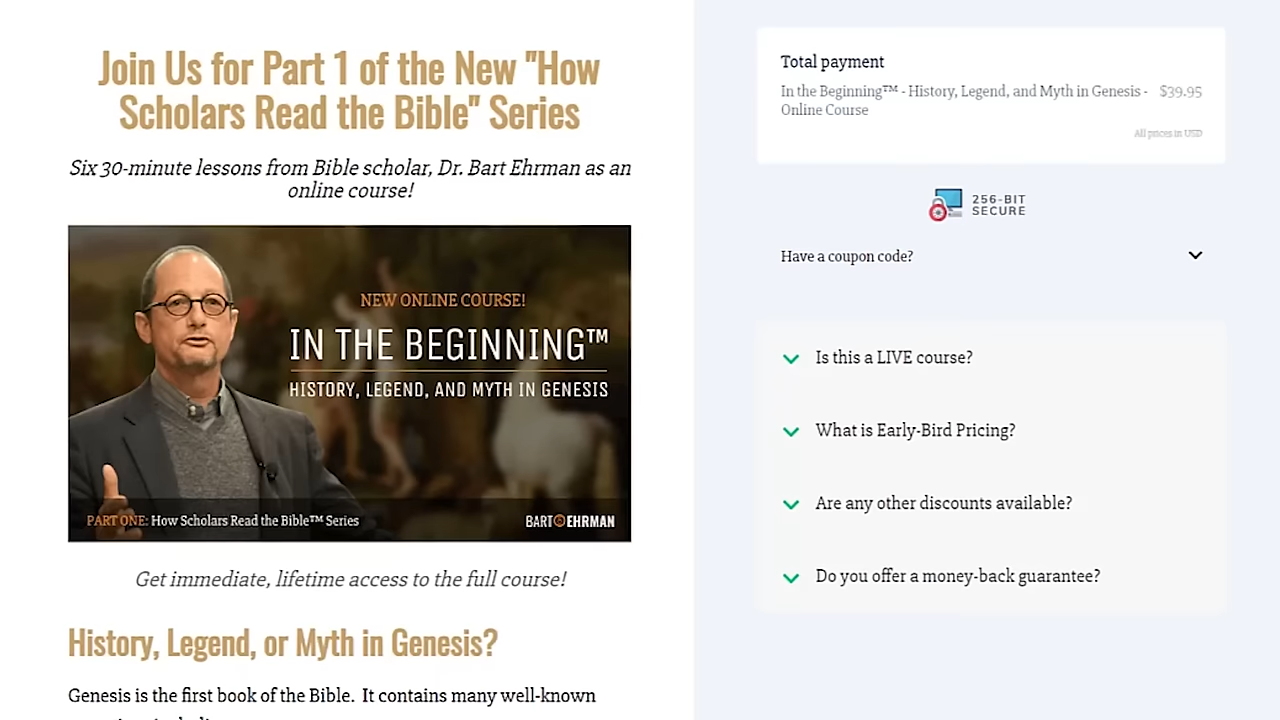 Join Us for Part 1 of the New "How
Scholars Read the Bible" Series
Six 30-minute lessons from Bible scholar, Dr. Bart Ehrman as an
online course!
NEW ONLINE COURSE!
IN THE BEGINNING™
HISTORY, LEGEND, AND MYTH IN GENESIS
PART ONE: How Scholars Read the Bible™ Series
BART EHRMAN
Get immediate, lifetime access to the full course!
History, Legend, or Myth in Genesis?
Genesis is the first book of the Bible. It contains many well-known
Total payment
In the Beginning™ - History, Legend, and Myth in Genesis - $39.95
Online Course
All prices in USD
256-BIT
SECURE
Have a coupon code?
Is this a LIVE course?
What is Early-Bird Pricing?
Are any other discounts available?
Do you offer a money-back guarantee?